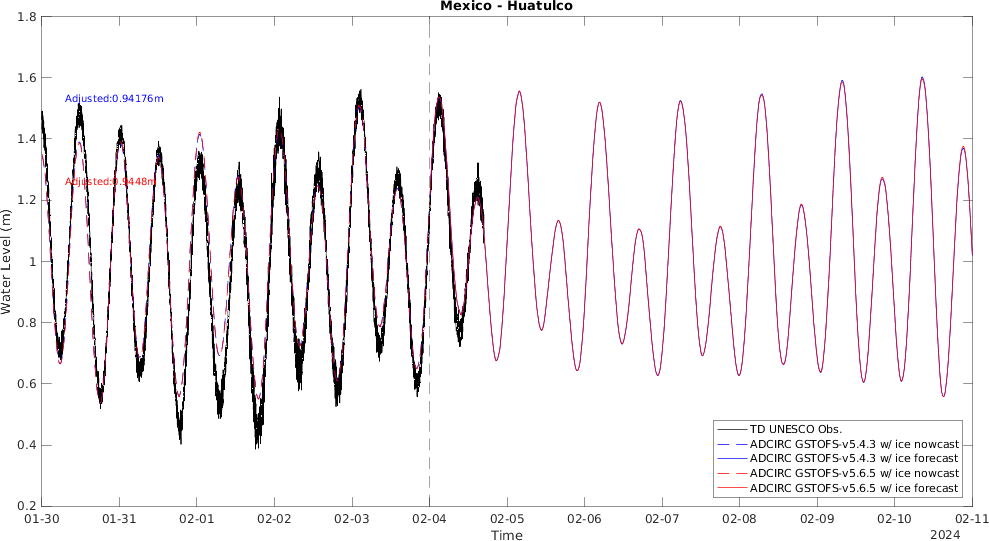 Mexico - Huatulco
1.8
1.6
1.4
1.2
1
0.8
0.6
0.4
0.2
Water Level (m)
Adjusted:0.94176m
Adjusted:0.9448m
TD UNESCO Obs.
ADCIRC GSTOFS-v5.4.3 w/ ice nowcast
ADCIRC GSTOFS-v5.4.3 w/ ice forecast
ADCIRC GSTOFS-v5.6.5 w/ ice nowcast
ADCIRC GSTOFS-v5.6.5 w/ ice forecast
01-30 01-31 02-01 02-02 02-03 02-04 02-05 02-06 02-07 02-08 02-09 02-10 02-11
Time
2024